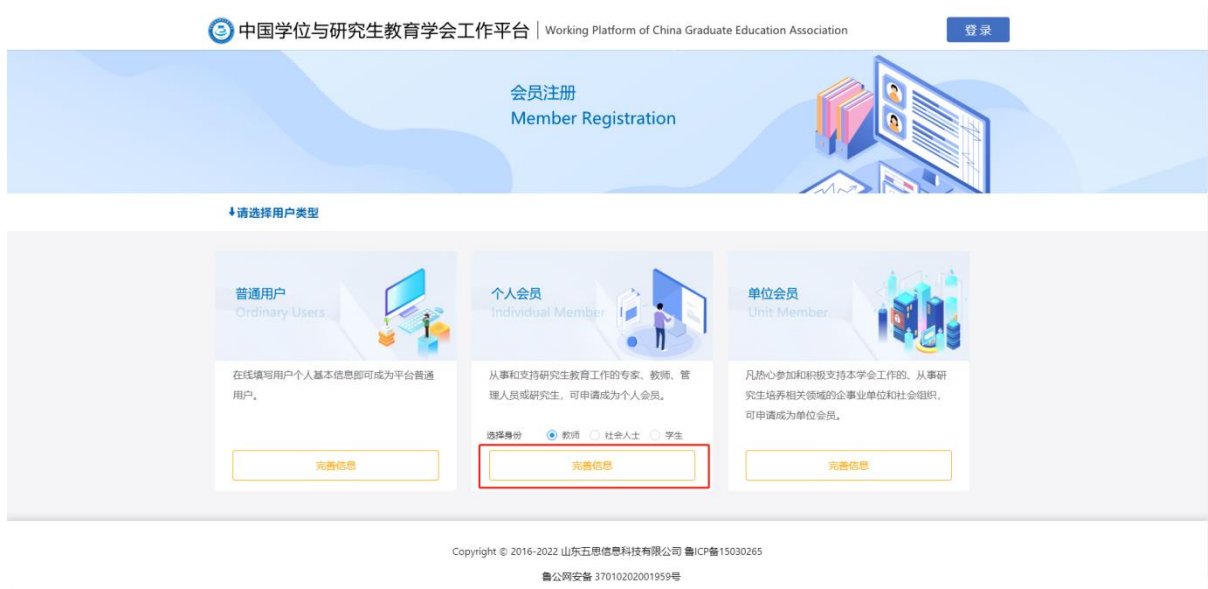 中国学位与研究生教育学会工作平台 Working Platform of China Graduate Education Association 登 录
会员注册
Member Registration
请选择用户类型
普通用户
Ordinary Users
在线填写用户个人基本信息即可成为平台普通
用户。
完善信息
个人会员
Individual Member
从事和支持研究生教育工作的专家、教师、管
理人员或研究生，可申请成为个人会员。
选择身份 教师 社会人士 学生
完善信息
单位会员
Unit Member
凡热心参加和积极支持本学会工作的、从事研
究生培养相关领域的企事业单位和社会组织，
可申请成为单位会员。
完善信息
Copyright © 2016-2022 山东五思信息科技有限公司 鲁ICP备15030265
鲁公网安备 37010202001959号